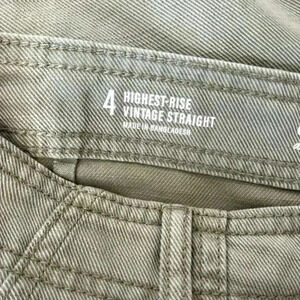 4
HIGHEST-RISE
VINTAGE STRAIGHT
MADE IN BANGLADESH